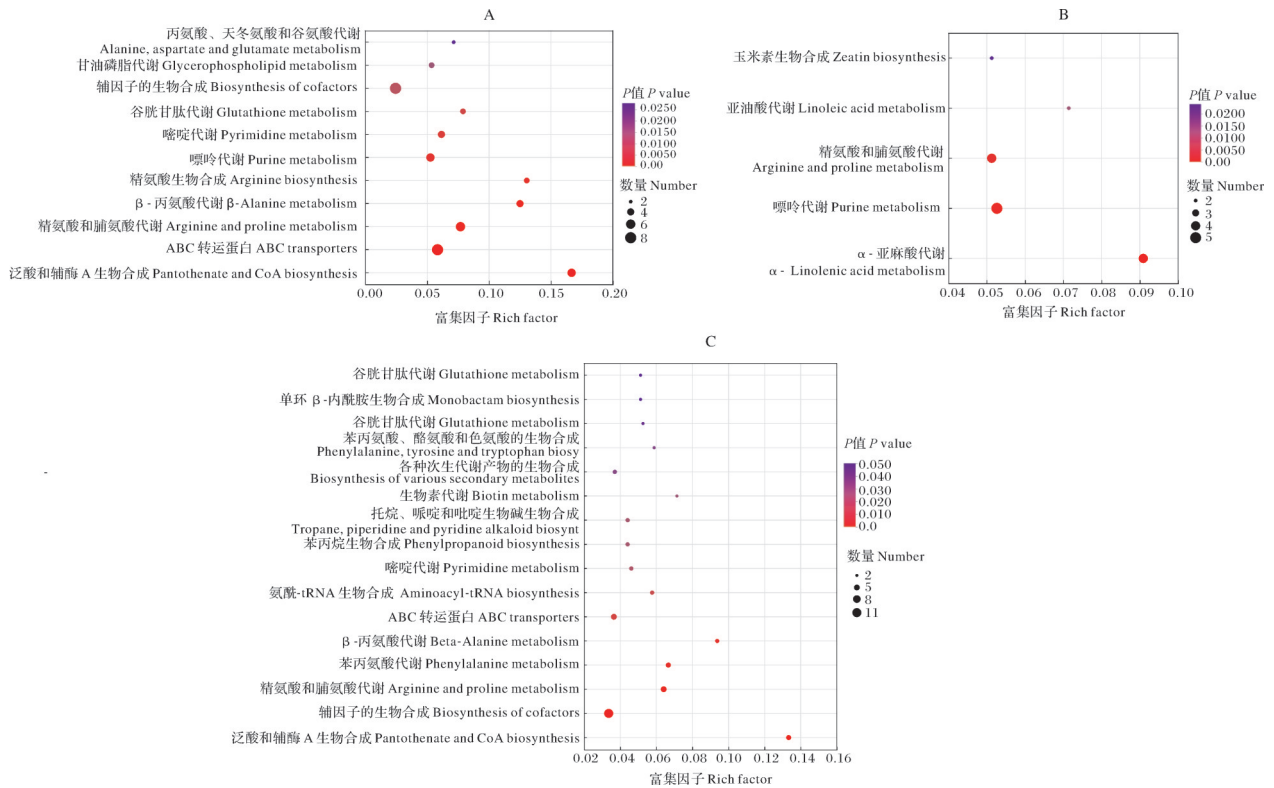 A
丙氨酸、天冬氨酸和谷氨酸代谢
Alanine, aspartate and glutamate metabolism
甘油磷脂代谢 Glycerophospholipid metabolism
辅因子的生物合成 Biosynthesis of cofactors
谷胱甘肽代谢 Glutathione metabolism
嘧啶代谢 Pyrimidine metabolism
嘌呤代谢 Purine metabolism
精氨酸生物合成 Arginine biosynthesis
β-丙氨酸代谢 β-Alanine metabolism
精氨酸和脯氨酸代谢 Arginine and proline metabolism
ABC 转运蛋白 ABC transporters
泛酸和辅酶 A 生物合成 Pantothenate and CoA biosynthesis
0.00 0.05 0.10 0.15 0.20
富集因子 Rich factor
P值 P value
0.0250
0.0200
0.0150
0.0100
0.0050
0.00
数量 Number
2
4
6
8
B
玉米素生物合成 Zeatin biosynthesis
亚油酸代谢 Linoleic acid metabolism
精氨酸和脯氨酸代谢
Arginine and proline metabolism
嘌呤代谢 Purine metabolism
α-亚麻酸代谢
α- Linolenic acid metabolism
0.04 0.05 0.06 0.07 0.08 0.09 0.10
富集因子 Rich factor
P值 P value
0.0200
0.0150
0.0100
0.0050
0.00
数量 Number
2
3
4
5
C
谷胱甘肽代谢 Glutathione metabolism
单环 β-内酰胺生物合成 Monobactam biosynthesis
谷胱甘肽代谢 Glutathione metabolism
苯丙氨酸、酪氨酸和色氨酸的生物合成
Phenylalanine, tyrosine and tryptophan biosy
各种次生代谢产物的生物合成
Biosynthesis of various secondary metabolites
生物素代谢 Biotin metabolism
托烷、哌啶和吡啶生物碱生物合成
Tropane, piperidine and pyridine alkaloid biosynt
苯丙烷生物合成 Phenylpropanoid biosynthesis
嘧啶代谢 Pyrimidine metabolism
氨酰-tRNA 生物合成 Aminoacyl-tRNA biosynthesis
ABC 转运蛋白 ABC transporters
β-丙氨酸代谢 Beta-Alanine metabolism
苯丙氨酸代谢 Phenylalanine metabolism
精氨酸和脯氨酸代谢 Arginine and proline metabolism
辅因子的生物合成 Biosynthesis of cofactors
泛酸和辅酶 A 生物合成 Pantothenate and CoA biosynthesis
0.02 0.04 0.06 0.08 0.10 0.12 0.14 0.16
富集因子 Rich factor
P值 P value
0.050
0.040
0.030
0.020
0.010
0.0
数量 Number
2
5
8
11